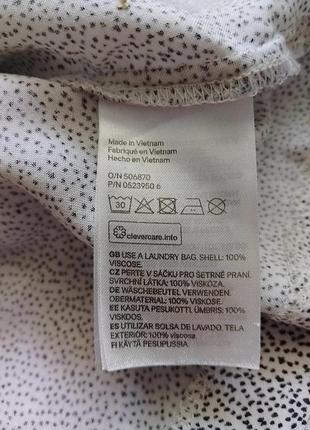 Made in Vietnam
Fabriqué en Vietnam
Hecho en Vietnam
O/N 506870
P/N 0523950 6
30
clevercare.info
GB USE A LAUNDRY BAG. SHELL: 100%
VISCOSE.
CZ PERTE V SÁČKU PRO ŠETRNÉ PRANÍ.
SVRCHNÍ LÁTKA: 100% VISKÓZA.
DE WÄSCHEBEUTEL VERWENDEN.
OBERMATERIAL: 100% VISKOSE.
EE KASUTA PESUKOTTI. ÜMBRIS: 100%
VISKOOS.
ES UTILIZAR BOLSA DE LAVADO. TELA
EXTERIOR: 100% viscosa
FI KÄYTÄ PESUPUSSIA.